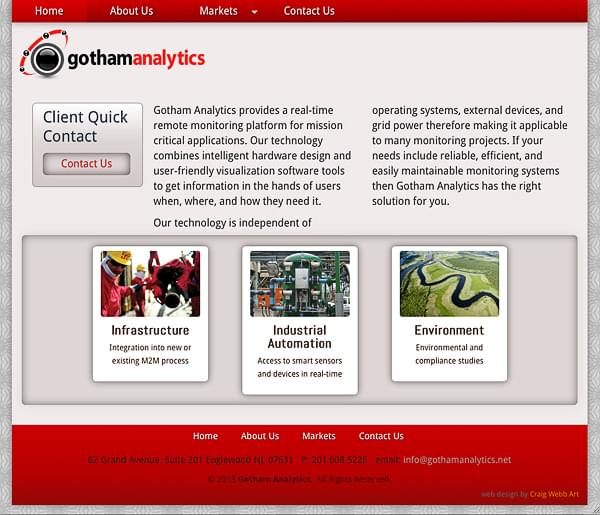 Home About Us Markets Contact Us
gothamanalytics
Client Quick
Contact
Contact Us
Gotham Analytics provides a real-time
remote monitoring platform for mission
critical applications. Our technology
combines intelligent hardware design and
user-friendly visualization software tools
to get information in the hands of users
when, where, and how they need it.
Our technology is independent of
operating systems, external devices, and
grid power therefore making it applicable
to many monitoring projects. If your
needs include reliable, efficient, and
easily maintainable monitoring systems
then Gotham Analytics has the right
solution for you.
Infrastructure
Integration into new or
existing M2M process
Industrial
Automation
Access to smart sensors
and devices in real-time
Environment
Environmental and
compliance studies
Home About Us Markets Contact Us
82 Grand Avenue, Suite 201 Englewood NJ, 07631 P: 201.608.5226 email: info@gothamanalytics.net
© 2013 Gotham Analytics. All Rights Reserved.
web design by Craig Webb Art